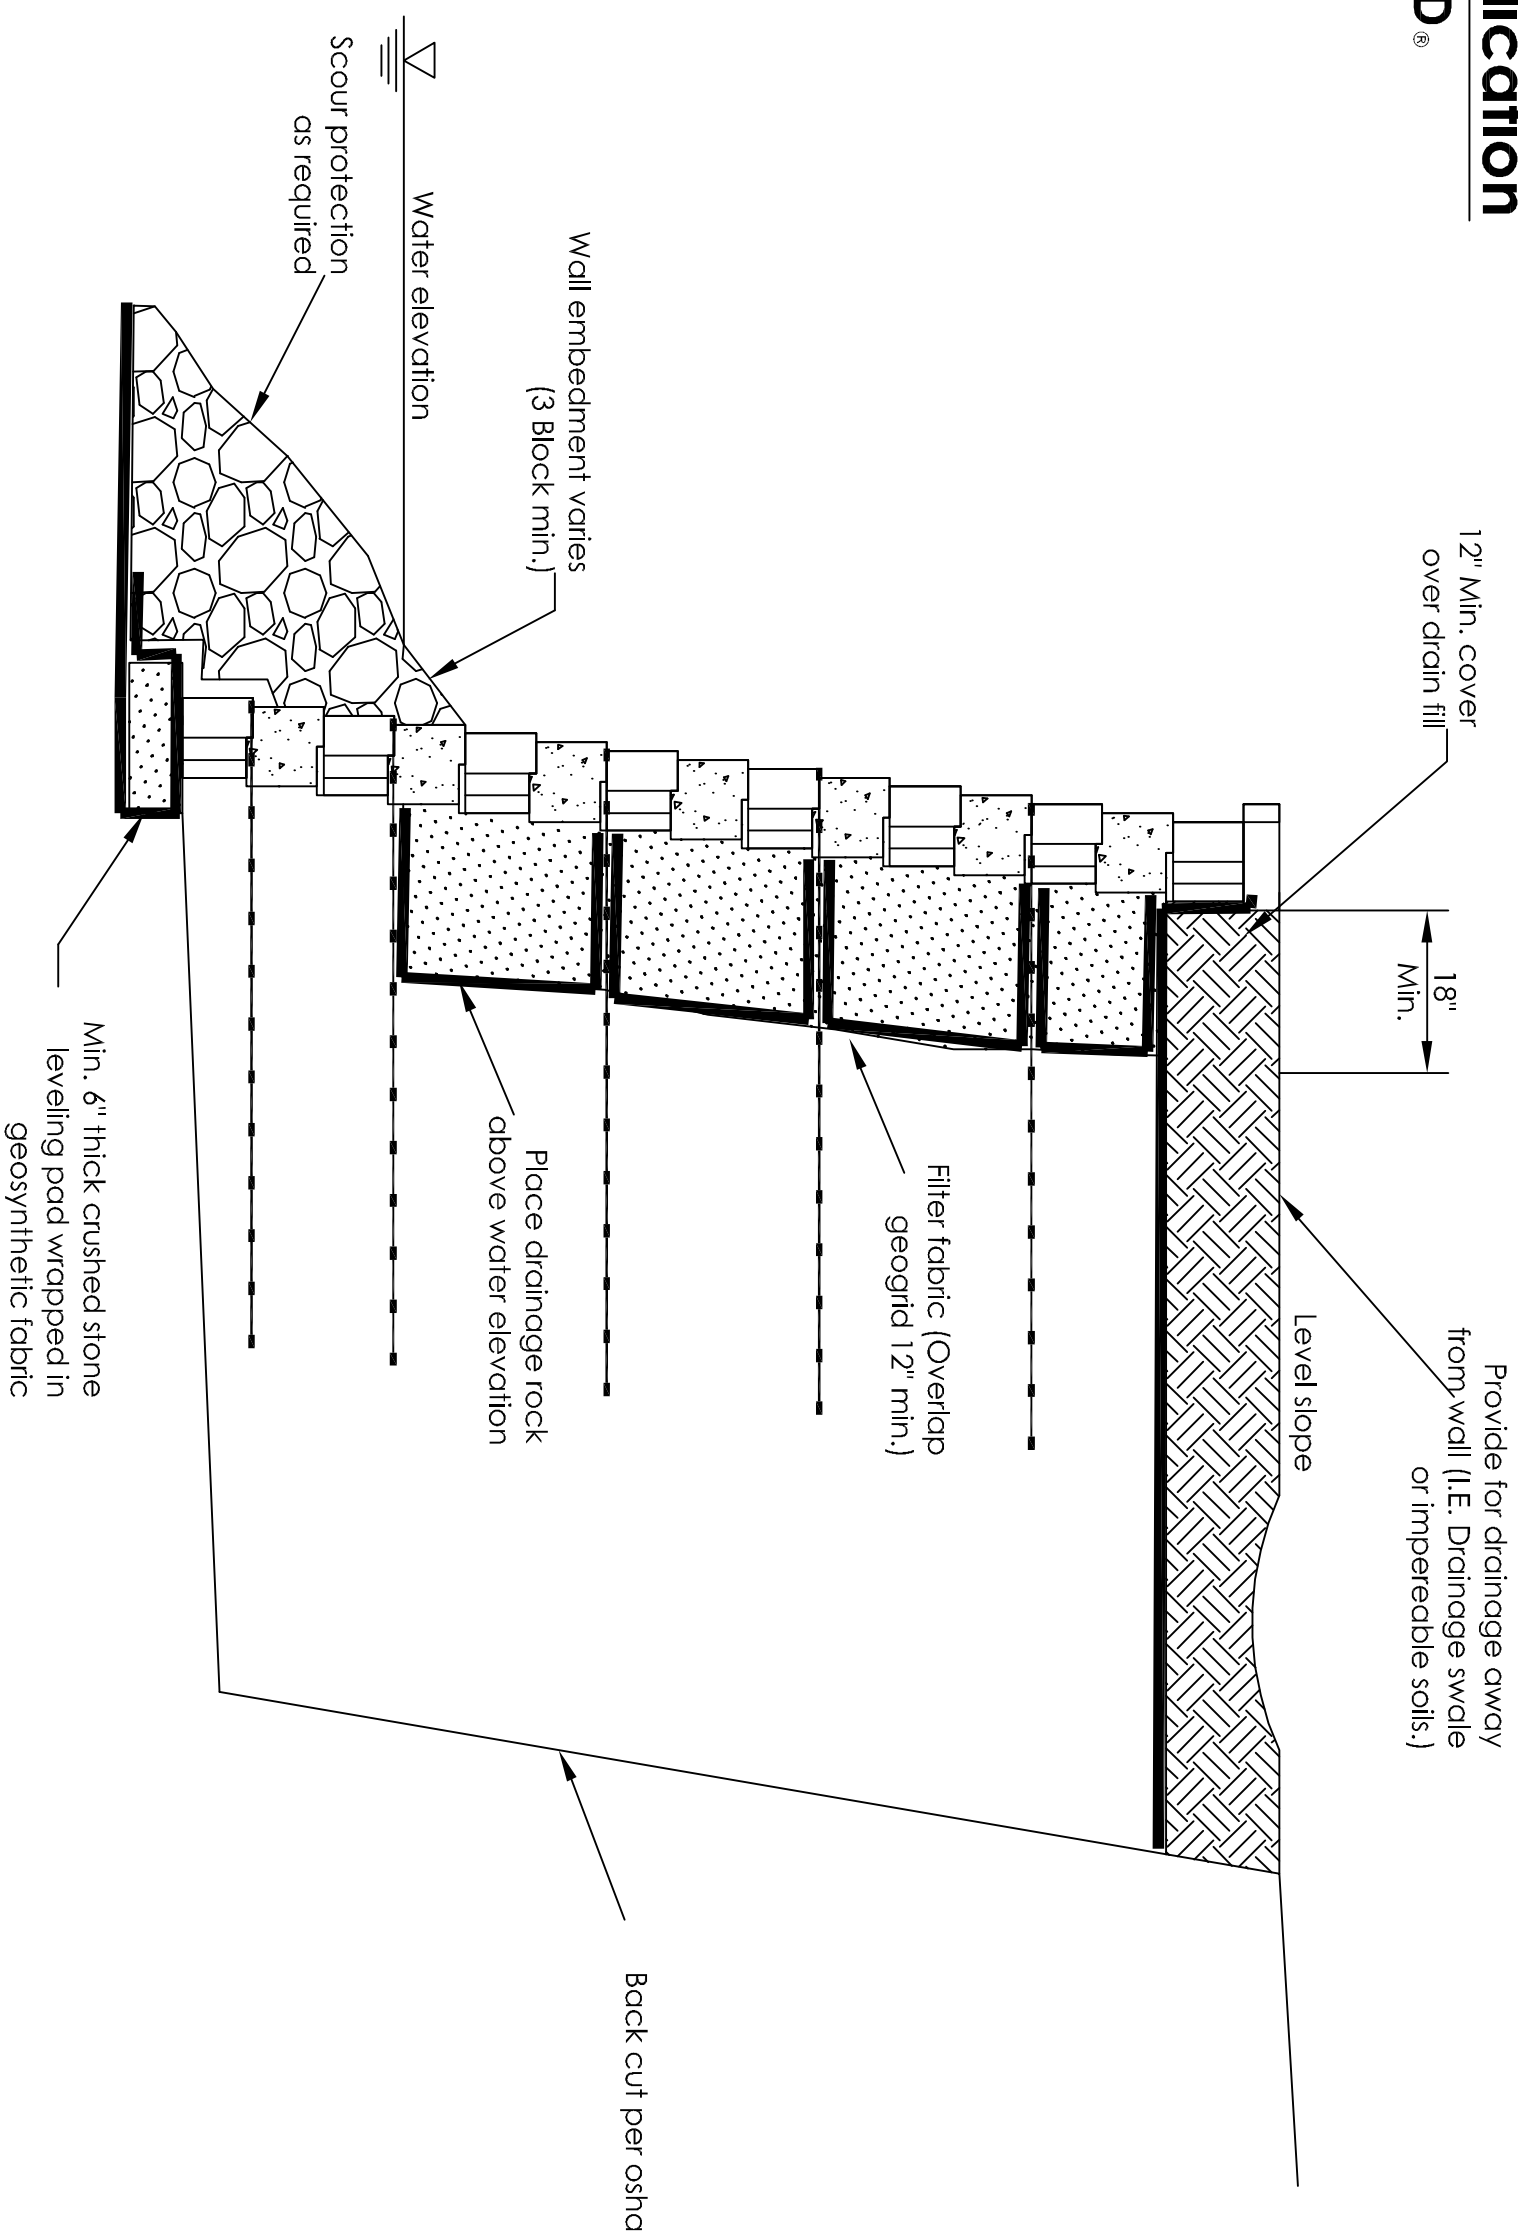 D®
12" Min. cover
over drain fill
18"
Min.
Provide for drainage away
from wall (I.E. Drainage swale
or impereable soils.)
Level slope
Wall embedment varies
(3 Block min.)
Water elevation
Scour protection
as required
Filter fabric (Overlap
geogrid 12" min.)
Place drainage rock
above water elevation
Back cut per osha
Min. 6" thick crushed stone
leveling pad wrapped in
geosynthetic fabric